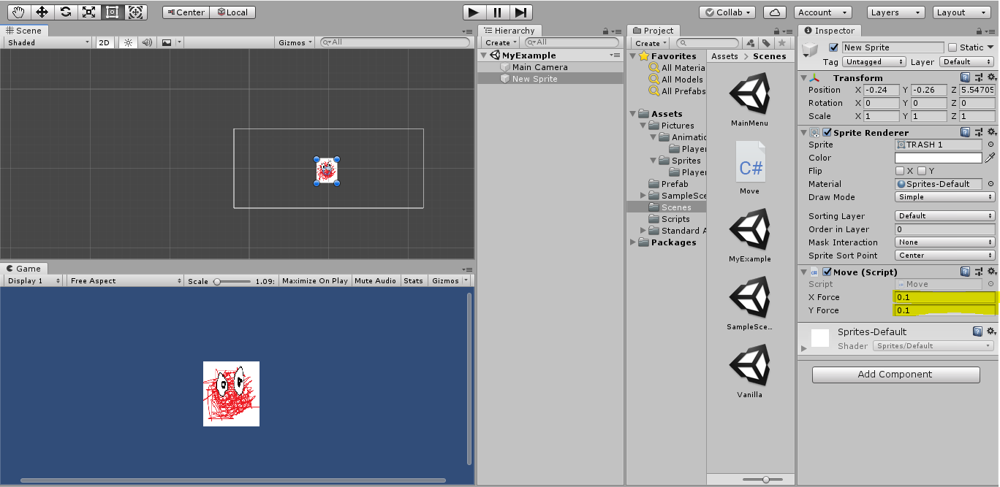 Center Local Collab Account Layers Layout
Scene
Shaded 2D Gizmos All
Game
Display 1 Free Aspect Scale 1.09: Maximize On Play Mute Audio Stats Gizmos
Hierarchy
Create All
MyExample
Main Camera
New Sprite
Project
Create
Favorites
All Materia
All Models
All Prefabs
Assets
Pictures
Animatic
Player
Sprites
Player
Prefab
SampleSce
Scenes
Scripts
Standard A
Packages
Assets > Scenes
MainMenu
C#
Move
MyExample
SampleSce...
Vanilla
Inspector
New Sprite Static
Tag Untagged Layer Default
Transform
Position X -0.24 Y -0.26 Z 5.54705
Rotation X 0 Y 0 Z 0
Scale X 1 Y 1 Z 1
Sprite Renderer
Sprite TRASH 1
Color
Flip X Y
Material Sprites-Default
Draw Mode Simple
Sorting Layer Default
Order in Layer 0
Mask Interaction None
Sprite Sort Point Center
C# Move (Script)
Script Move
X Force 0.1
Y Force 0.1
Sprites-Default
Shader Sprites/Default
Add Component